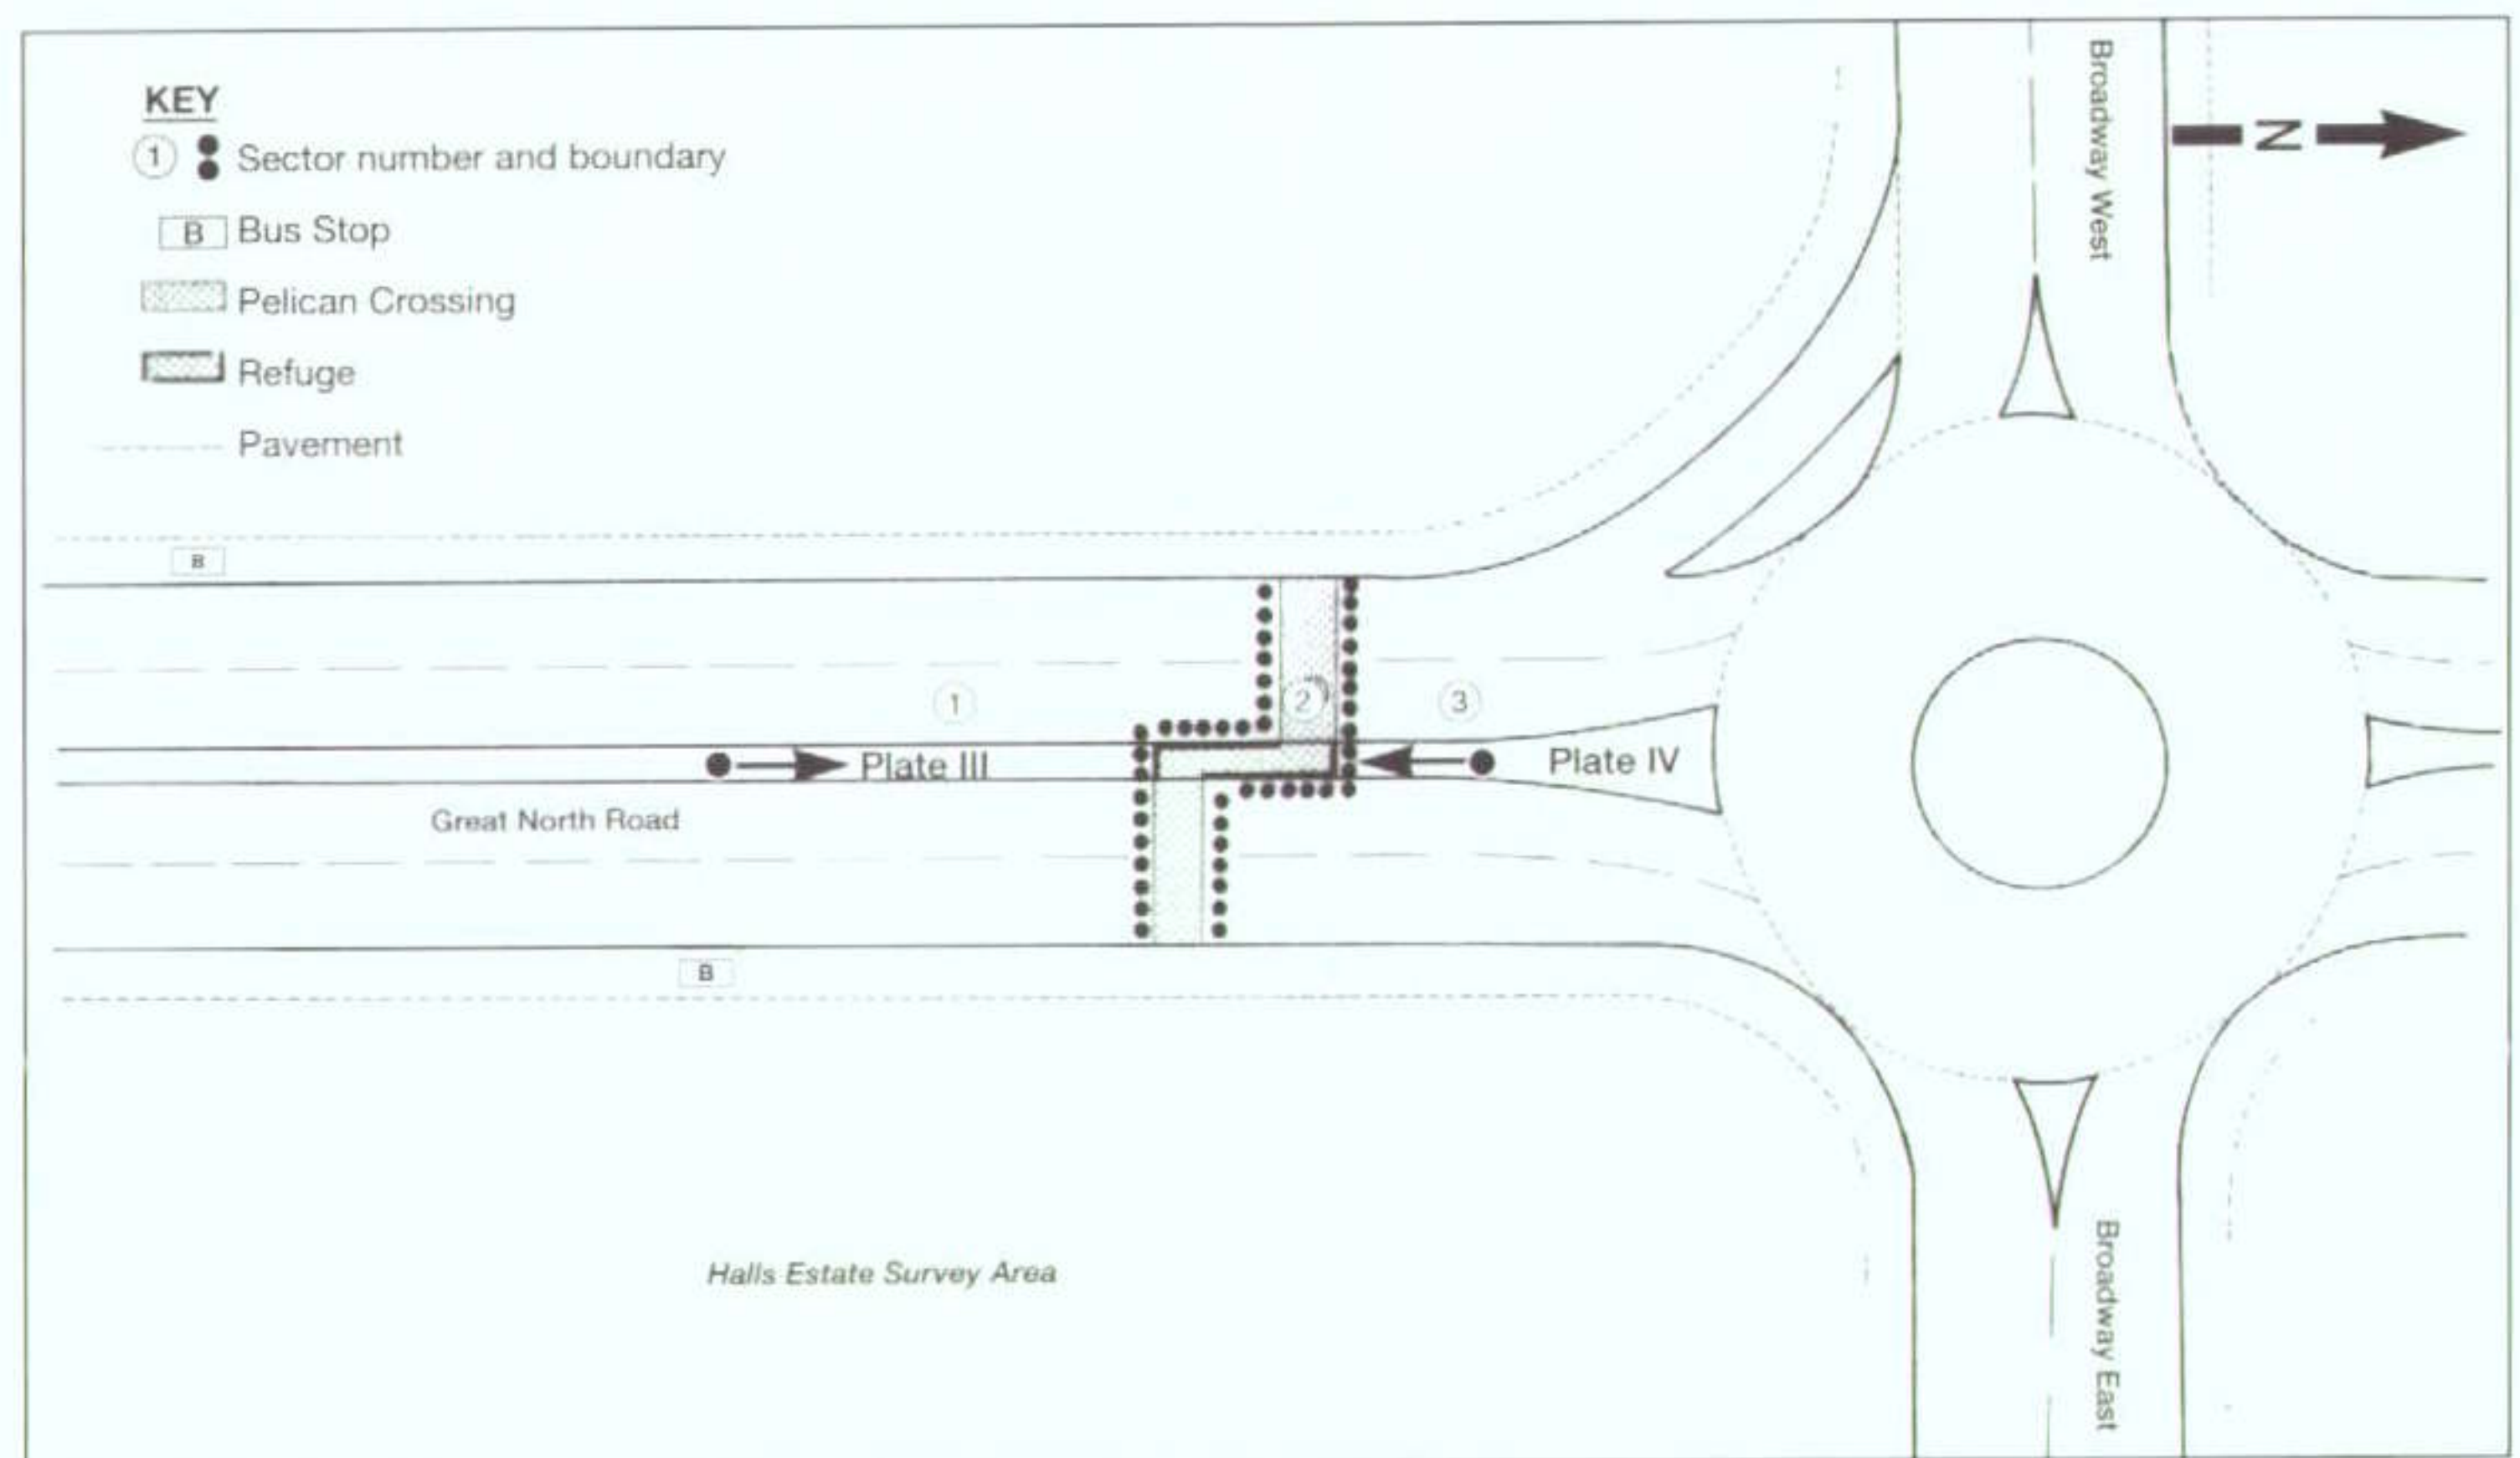 KEY
1 Sector number and boundary
B Bus Stop
Pelican Crossing
Refuge
Pavement
Broadway West
N
B
1
2
3
Plate III
Plate IV
Great North Road
B
Halls Estate Survey Area
Broadway East